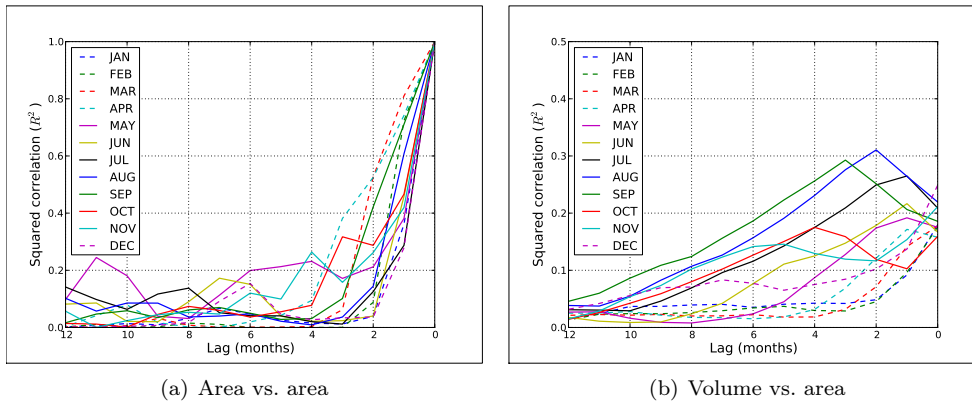 1.0
0.8
0.6
0.4
0.2
0.0
Squared correlation (R²)
JAN
FEB
MAR
APR
MAY
JUN
JUL
AUG
SEP
OCT
NOV
DEC
12 10 8 6 4 2 0
Lag (months)
(a) Area vs. area
0.5
0.4
0.3
0.2
0.1
0.0
Squared correlation (R²)
JAN
FEB
MAR
APR
MAY
JUN
JUL
AUG
SEP
OCT
NOV
DEC
12 10 8 6 4 2 0
Lag (months)
(b) Volume vs. area